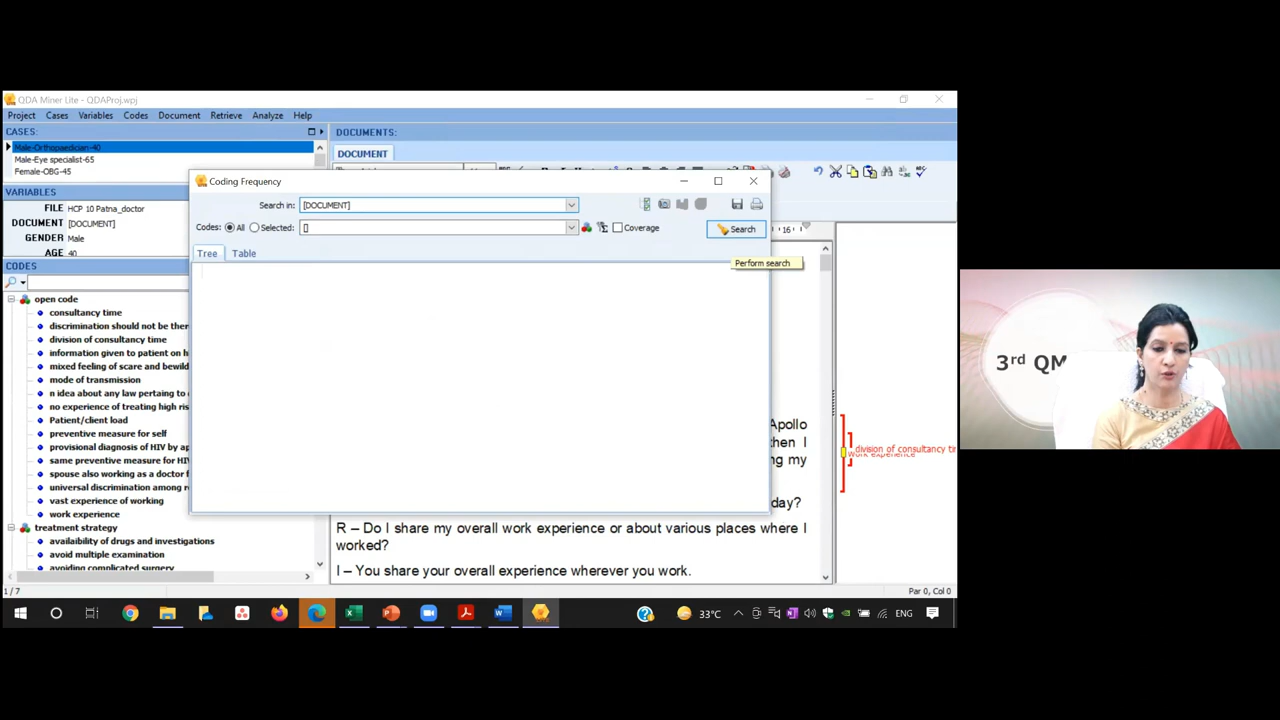 QDA Miner Lite - QDAProj.wpj
Project Cases Variables Codes Document Retrieve Analyze Help
CASES:
Male-Orthopaedician-40
Male-Eye specialist-65
Female-OBG-45
VARIABLES
FILE HCP 10 Patna_doctor
DOCUMENT [DOCUMENT]
GENDER Male
AGE 40
CODES
open code
consultancy time
discrimination should not be ther
division of consultancy time
information given to patient on h
mixed feeling of scare and bewild
mode of transmission
n idea about any law pertaining to
no experience of treating high ris
Patient/client load
preventive measure for self
provisional diagnosis of HIV by ap
same preventive measure for HIV
spouse also working as a doctor f
universal discrimination among r
vast experience of working
work experience
treatment strategy
availability of drugs and investigations
avoid multiple examination
avoiding complicated surgery
1 / 7
DOCUMENTS:
DOCUMENT
Coding Frequency
Search in: [DOCUMENT]
Codes: All Selected: [] Coverage
Search
Perform search
Tree Table
16
Apollo
then I
ng my
day?
R – Do I share my overall work experience or about various places where I
worked?
I – You share your overall experience wherever you work.
division of consultancy tir
work experience
Par 0, Col 0
33°C ENG
3rd QM